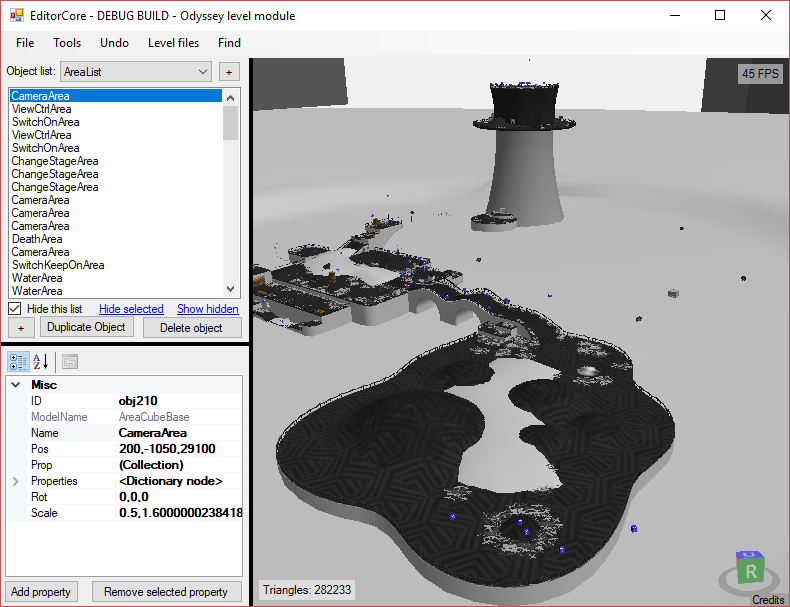 EditorCore - DEBUG BUILD - Odyssey level module
File Tools Undo Level files Find
Object list: AreaList +
CameraArea
ViewCtrlArea
SwitchOnArea
ViewCtrlArea
SwitchOnArea
ChangeStageArea
ChangeStageArea
ChangeStageArea
CameraArea
CameraArea
CameraArea
DeathArea
CameraArea
SwitchKeepOnArea
WaterArea
WaterArea
Hide this list Hide selected Show hidden
+ Duplicate Object Delete object
Misc
ID obj210
ModelName AreaCubeBase
Name CameraArea
Pos 200,-1050,29100
Prop (Collection)
Properties <Dictionary node>
Rot 0,0,0
Scale 0.5,1.6000000238418
Add property Remove selected property
45 FPS
Triangles: 282233
U
R
Credits